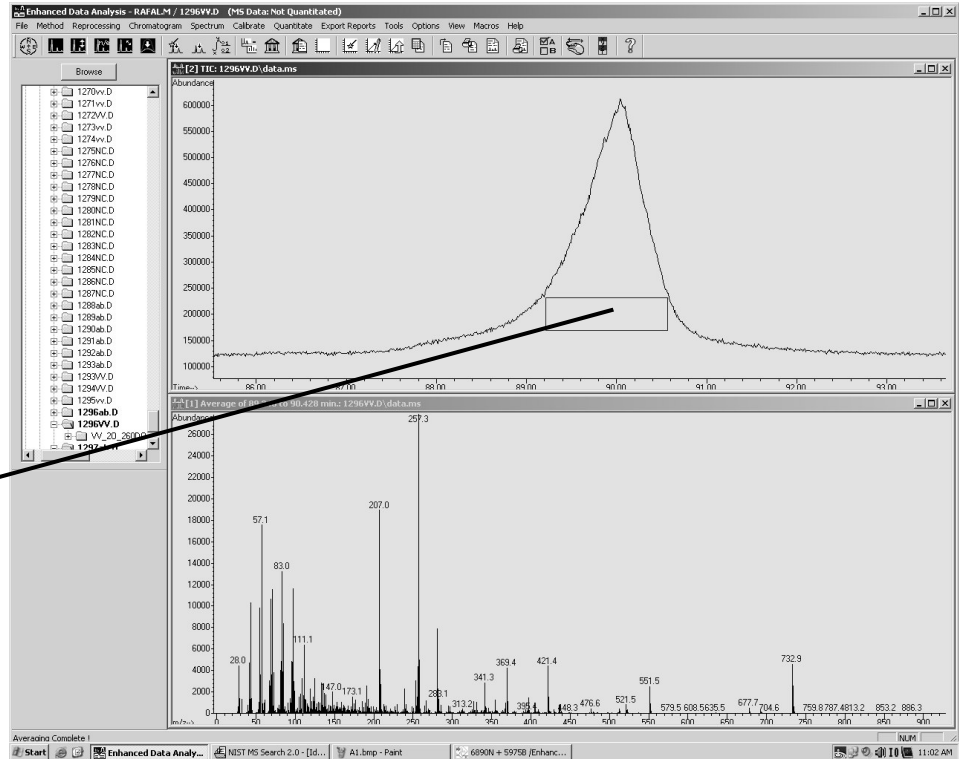 Enhanced Data Analysis - RAFAL.M / 1296VV.D (MS Data: Not Quantitated)
File Method Reprocessing Chromatogram Spectrum Calibrate Quantitate Export Reports Tools Options View Macros Help
Browse
1270vv.D
1271vv.D
1272VV.D
1273vv.D
1274vv.D
1275NC.D
1276NC.D
1277NC.D
1278NC.D
1279NC.D
1280NC.D
1281NC.D
1282NC.D
1283NC.D
1284NC.D
1285NC.D
1286NC.D
1287NC.D
1288ab.D
1289ab.D
1290ab.D
1291ab.D
1292ab.D
1293ab.D
1293VV.D
1294VV.D
1295vv.D
1296ab.D
1296VV.D
[2] TIC: 1296VV.D\data.ms
Abundance
600000
550000
500000
450000
400000
350000
300000
250000
200000
150000
100000
Time-->
86.00
88.00
89.00
90.00
91.00
92.00
93.00
[1] Average of to 90.428 min.: 1296VV.D\data.ms
Abundance
26000
24000
22000
20000
18000
16000
14000
12000
10000
8000
6000
4000
2000
0
257.3
207.0
57.1
83.0
111.1
28.0
147.0
173.1
283.1
313.2
341.3
369.4
395.4
421.4
448.3
476.6
521.5
551.5
579.5
608.5
635.5
677.7
704.6
732.9
759.8
787.4
813.2
853.2
886.3
m/z-->
0 50 100 150 200 250 300 350 400 450 500 550 600 650 700 750 800 850 900
Averaging Complete !
NUM
Start
Enhanced Data Analy...
NIST MS Search 2.0 - [Id...
A1.bmp - Paint
6890N + 5975B /Enhanc...
11:02 AM